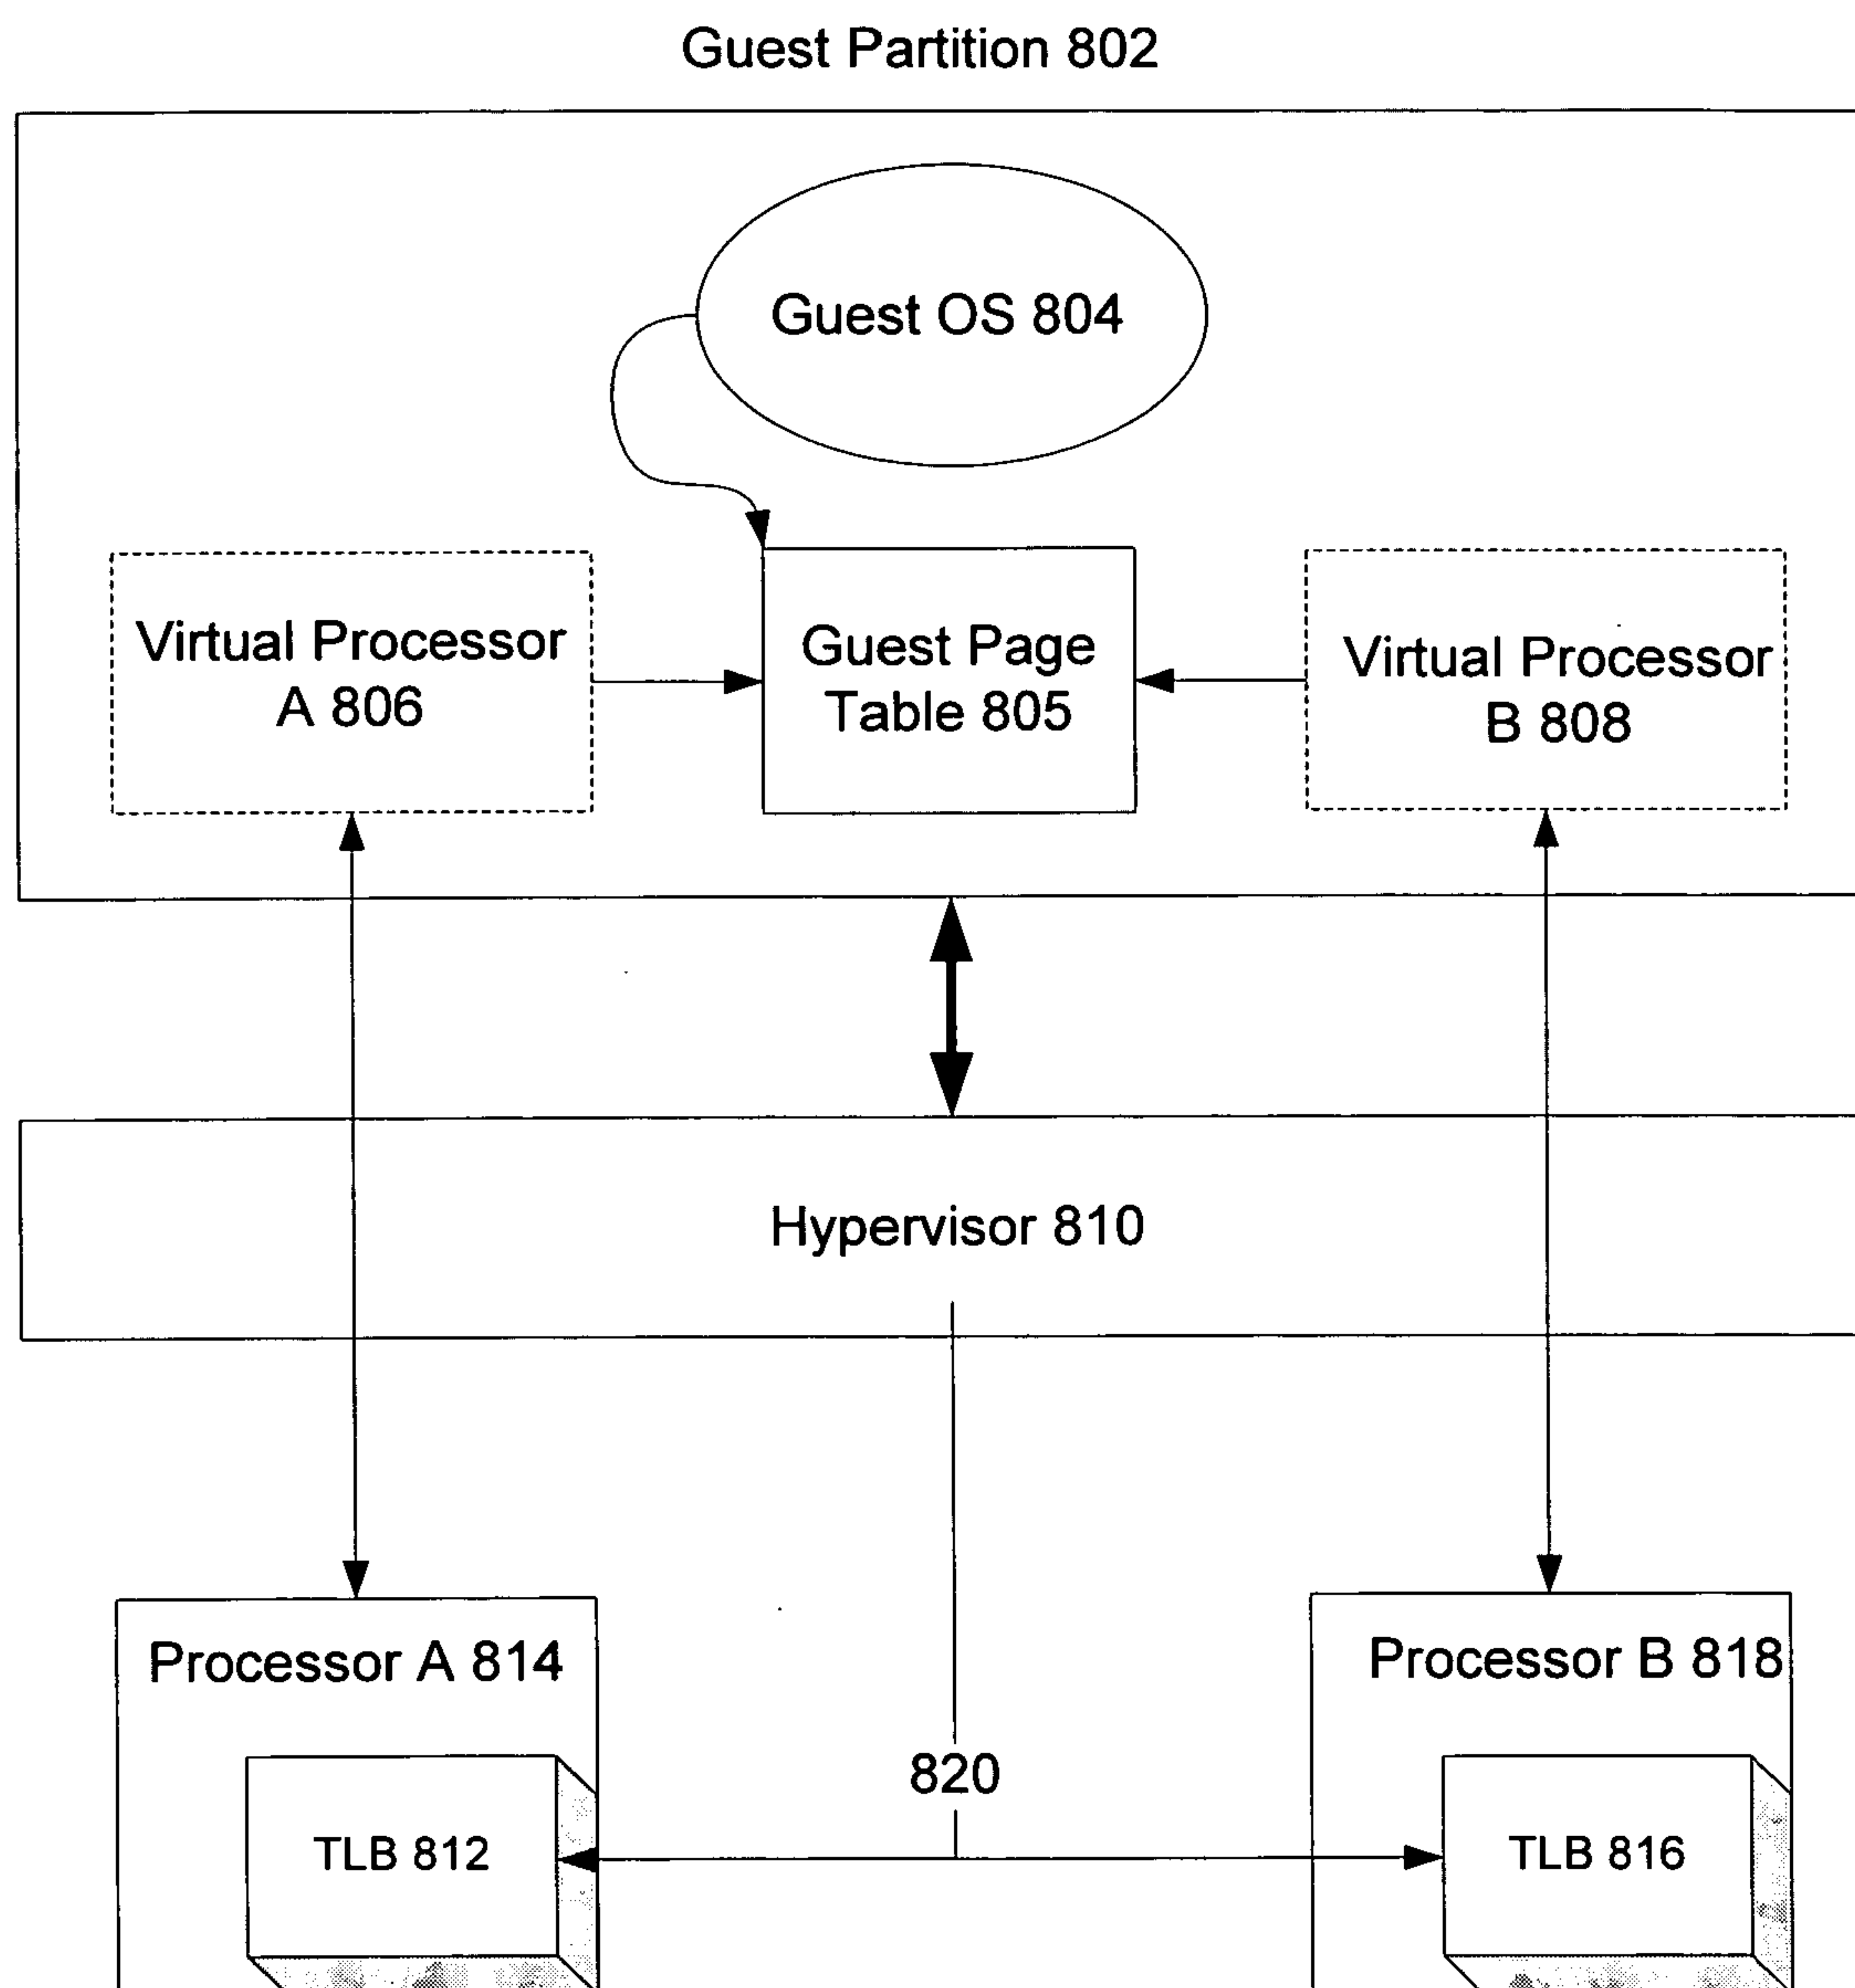 Guest Partition 802
Guest OS 804
Virtual Processor
A 806
Guest Page
Table 805
Virtual Processor
B 808
Hypervisor 810
Processor A 814
Processor B 818
820
TLB 812
TLB 816